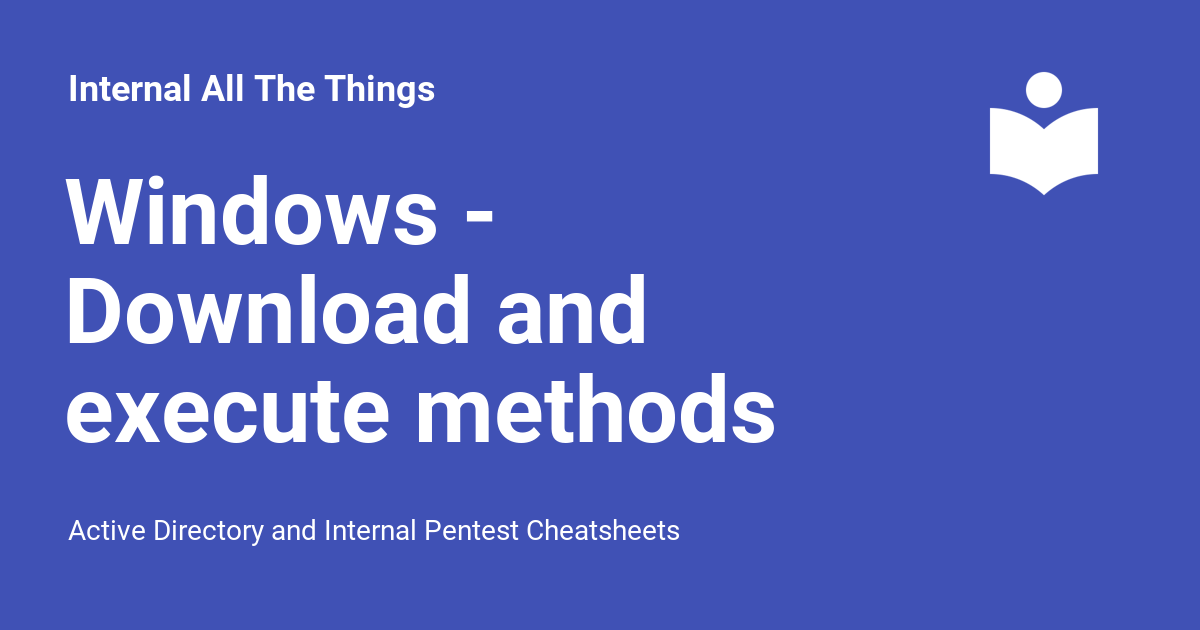 Internal All The Things
Windows -
Download and
execute methods
Active Directory and Internal Pentest Cheatsheets